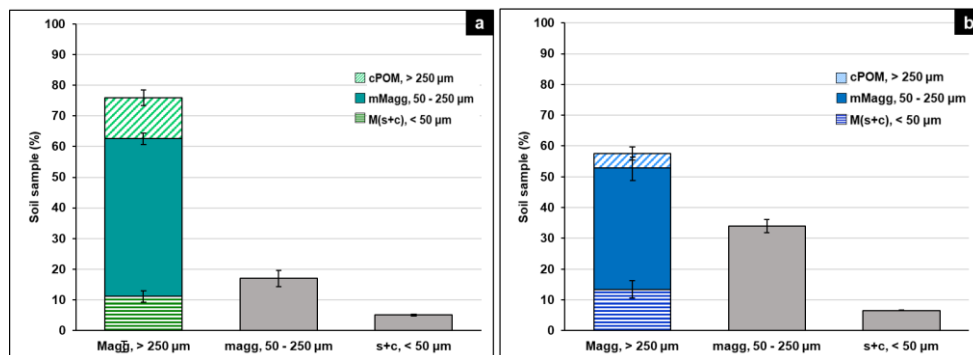 a
100
90
80
70
60
50
40
30
20
10
0
Soil sample (%)
cPOM, > 250 µm
mMagg, 50 - 250 µm
M(s+c), < 50 µm
Magg, > 250 µm
magg, 50 - 250 µm
s+c, < 50 µm
b
100
90
80
70
60
50
40
30
20
10
0
Soil sample (%)
cPOM, > 250 µm
mMagg, 50 - 250 µm
M(s+c), < 50 µm
Magg, > 250 µm
magg, 50 - 250 µm
s+c, < 50 µm